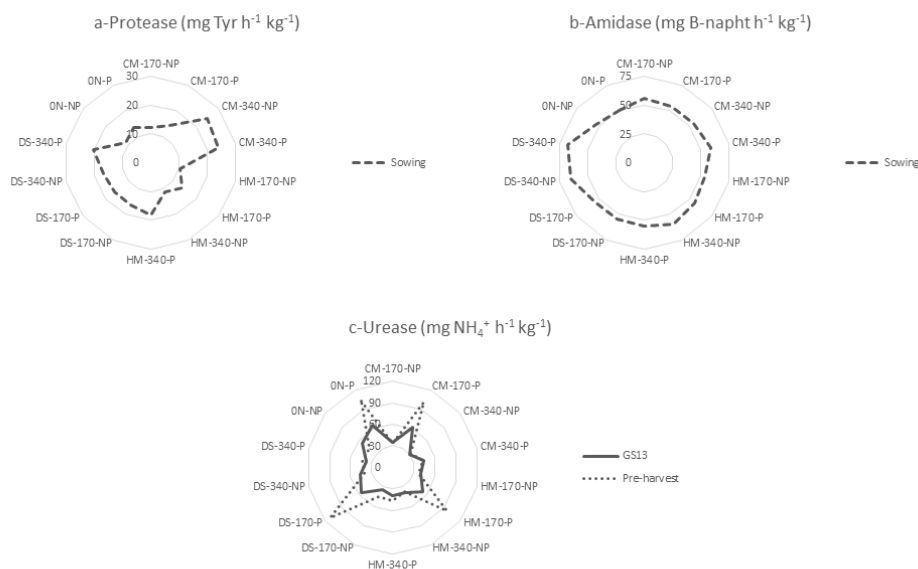 a-Protease (mg Tyr h⁻¹ kg⁻¹)
CM-170-NP
CM-170-P
CM-340-NP
CM-340-P
HM-170-NP
HM-170-P
HM-340-NP
HM-340-P
DS-170-NP
DS-170-P
DS-340-NP
DS-340-P
0N-NP
0N-P
30
20
10
0
Sowing
b-Amidase (mg B-napht h⁻¹ kg⁻¹)
CM-170-NP
CM-170-P
CM-340-NP
CM-340-P
HM-170-NP
HM-170-P
HM-340-NP
HM-340-P
DS-170-NP
DS-170-P
DS-340-NP
DS-340-P
0N-NP
0N-P
75
50
25
0
Sowing
c-Urease (mg NH₄⁺ h⁻¹ kg⁻¹)
CM-170-NP
CM-170-P
CM-340-NP
CM-340-P
HM-170-NP
HM-170-P
HM-340-NP
HM-340-P
DS-170-NP
DS-170-P
DS-340-NP
DS-340-P
0N-NP
0N-P
120
90
60
30
0
GS13
Pre-harvest